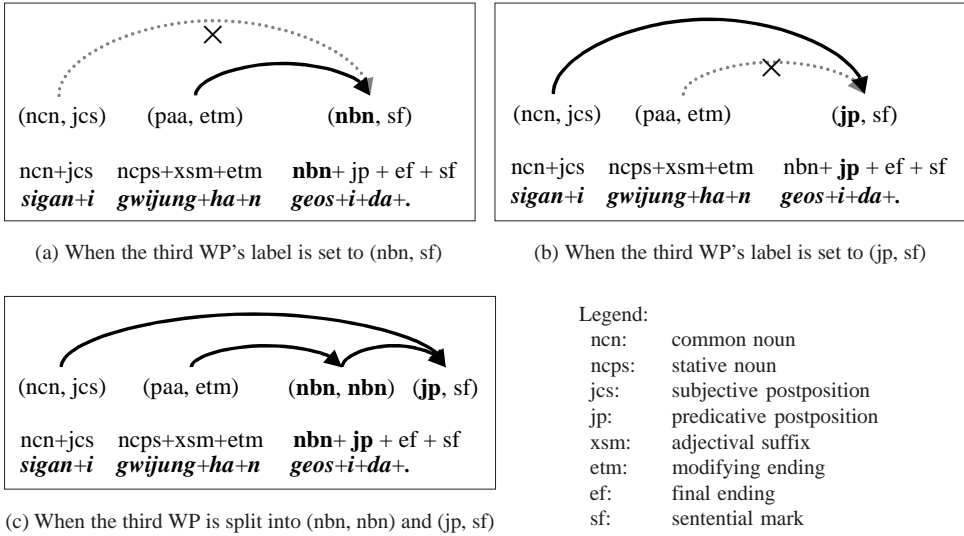 (ncn, jcs) (paa, etm) (nbn, sf)
ncn+jcs ncps+xsm+etm nbn+ jp + ef + sf
sigan+i gwijung+ha+n geos+i+da+.
(a) When the third WP's label is set to (nbn, sf)
(ncn, jcs) (paa, etm) (jp, sf)
ncn+jcs ncps+xsm+etm nbn+ jp + ef + sf
sigan+i gwijung+ha+n geos+i+da+.
(b) When the third WP's label is set to (jp, sf)
(ncn, jcs) (paa, etm) (nbn, nbn) (jp, sf)
ncn+jcs ncps+xsm+etm nbn+ jp + ef + sf
sigan+i gwijung+ha+n geos+i+da+.
(c) When the third WP is split into (nbn, nbn) and (jp, sf)
Legend:
ncn: common noun
ncps: stative noun
jcs: subjective postposition
jp: predicative postposition
xsm: adjectival suffix
etm: modifying ending
ef: final ending
sf: sentential mark